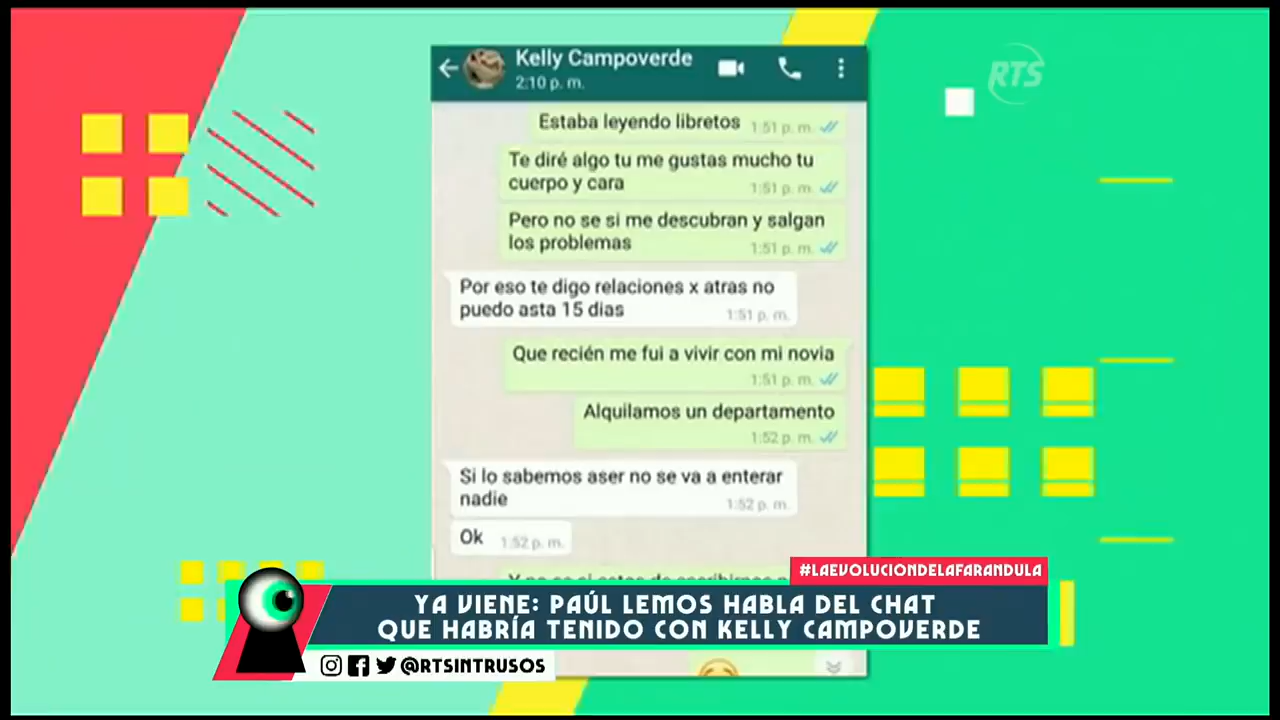 Kelly Campoverde
2:10 p. m.
RTS
Estaba leyendo libretos 1:51 p. m.
Te diré algo tu me gustas mucho tu
cuerpo y cara 1:51 p. m.
Pero no se si me descubran y salgan
los problemas 1:51 p. m.
Por eso te digo relaciones x atras no
puedo asta 15 dias 1:51 p. m.
Que recién me fui a vivir con mi novia
1:51 p. m.
Alquilamos un departamento
1:52 p. m.
Si lo sabemos aser no se va a enterar
nadie 1:52 p. m.
Ok 1:52 p. m.
#LAEVOLUCIONDELAFARANDULA
YA VIENE: PAÚL LEMOS HABLA DEL CHAT
QUE HABRÍA TENIDO CON KELLY CAMPOVERDE
@RTSINTRUSOS